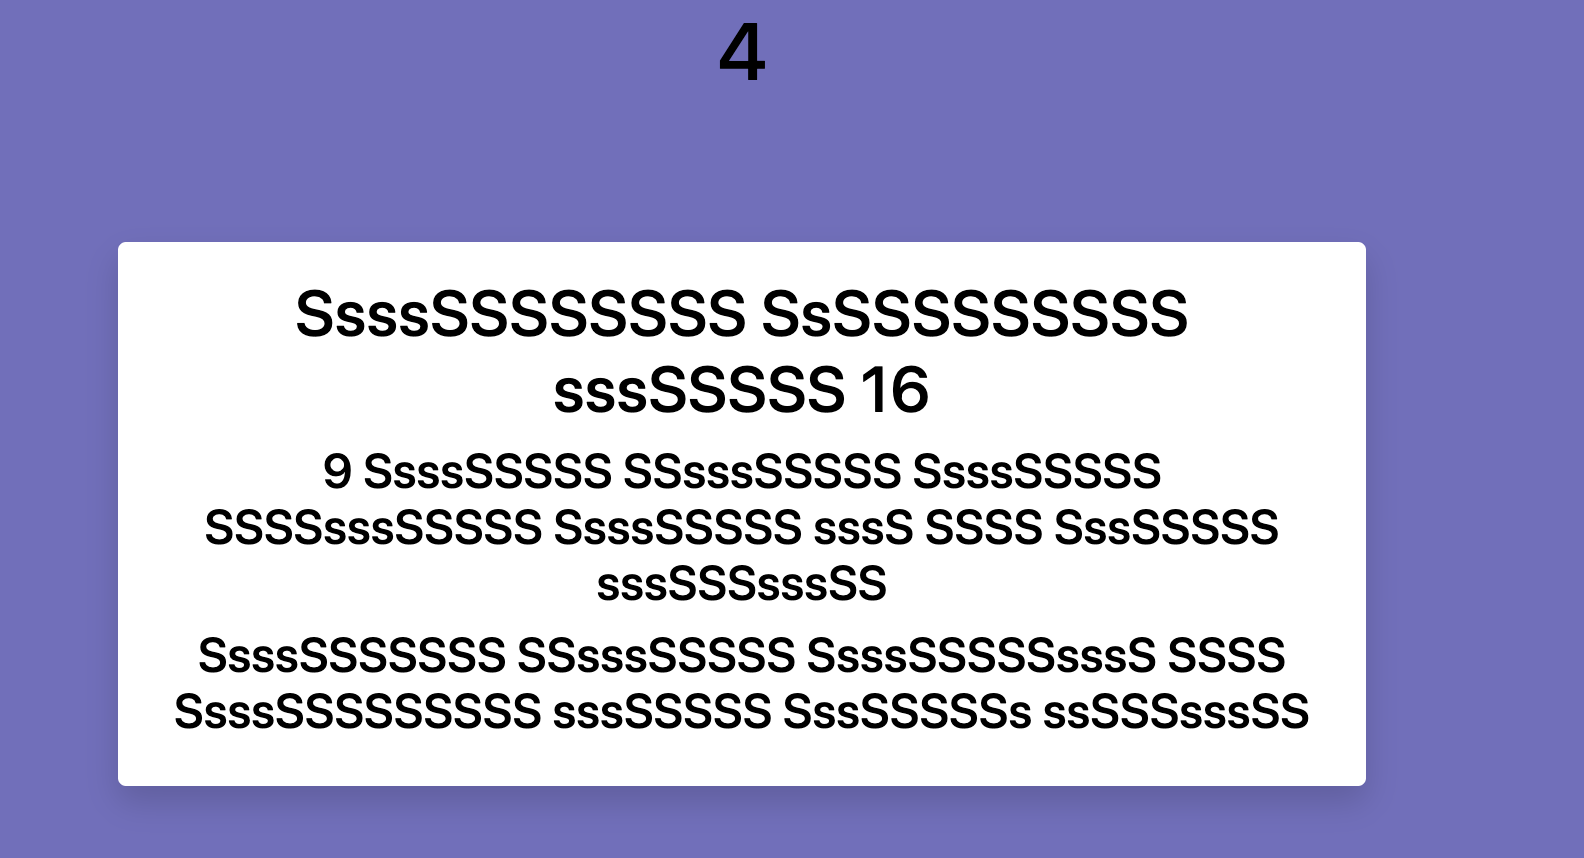 4
SsssSSSSSSSS SsSSSSSSSSS
sssSSSSS 16
9 SsssSSSSS SSsssSSSSS SsssSSSSS
SSSSsssSSSSS SsssSSSSS sssS SSSS SssSSSSS
sssSSSsssSS
SsssSSSSSSS SSsssSSSSS SsssSSSSSsssS SSSS
SsssSSSSSSSSS sssSSSSS SssSSSSSs ssSSSsssSS